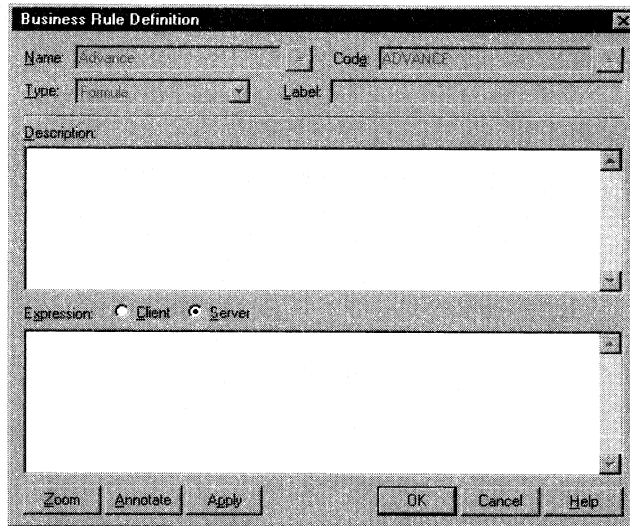 Business Rule Definition
Name: Advance = Code: ADVANCE =
Type: Formula Label:
Description:
Expression: Client Server
Zoom Annotate Apply OK Cancel Help